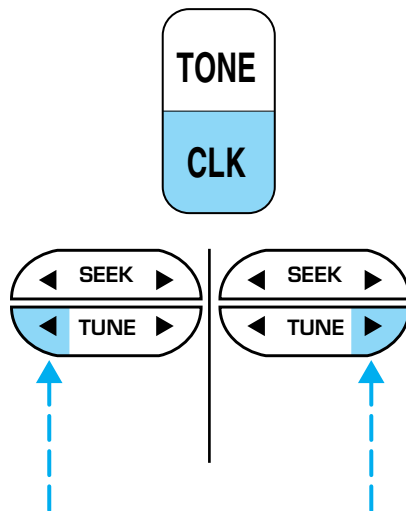 TONE
CLK
◀ SEEK ▶
◀ TUNE ▶
◀ SEEK ▶
◀ TUNE ▶